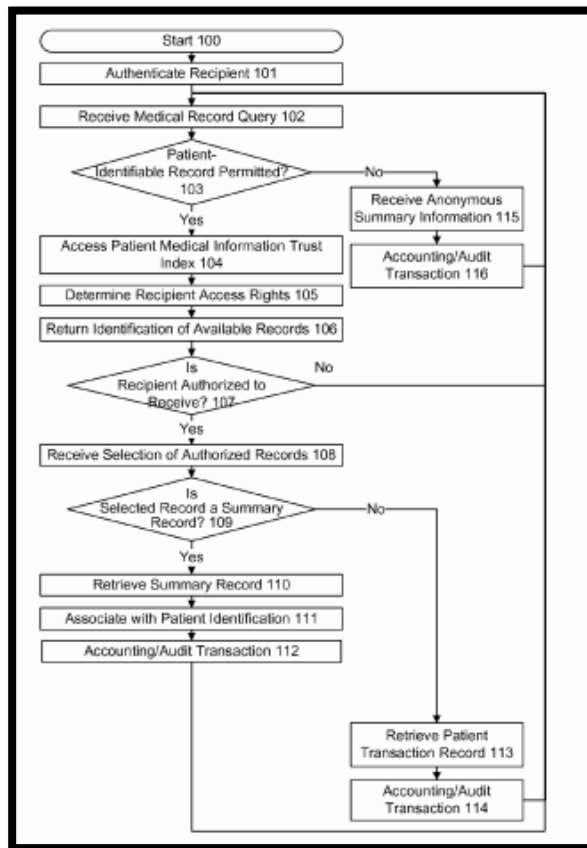 Start 100
Authenticate Recipient 101
Receive Medical Record Query 102
Patient-
Identifiable Record Permitted?
103
No
Yes
Receive Anonymous
Summary Information 115
Accounting/Audit
Transaction 116
Access Patient Medical Information Trust
Index 104
Determine Recipient Access Rights 105
Return Identification of Available Records 106
Is
Recipient Authorized to
Receive? 107
No
Yes
Receive Selection of Authorized Records 108
Is
Selected Record a Summary
Record? 109
No
Yes
Retrieve Summary Record 110
Associate with Patient Identification 111
Accounting/Audit Transaction 112
Retrieve Patient
Transaction Record 113
Accounting/Audit
Transaction 114